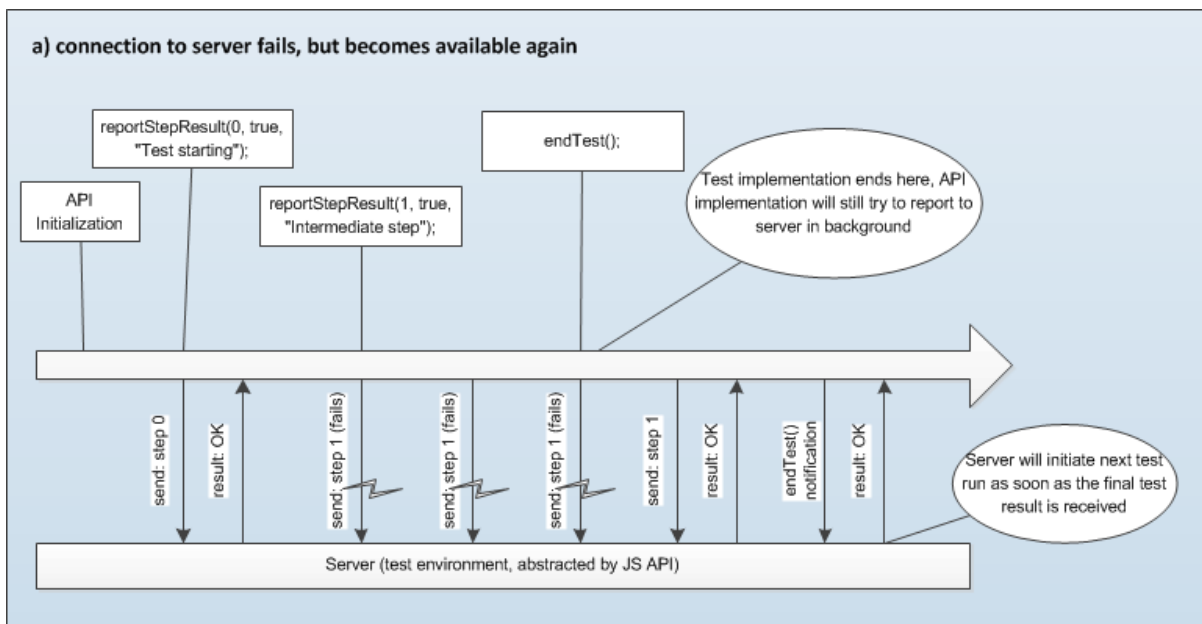 a) connection to server fails, but becomes available again
reportStepResult(0, true,
"Test starting");
endTest();
API
Initialization
reportStepResult(1, true,
"Intermediate step");
Test implementation ends here, API
implementation will still try to report to
server in background
send: step 0
result: OK
send: step 1 (fails)
send: step 1 (fails)
send: step 1 (fails)
send: step 1
result: OK
endTest()
notification
result: OK
Server will initiate next test
run as soon as the final test
result is received
Server (test environment, abstracted by JS API)